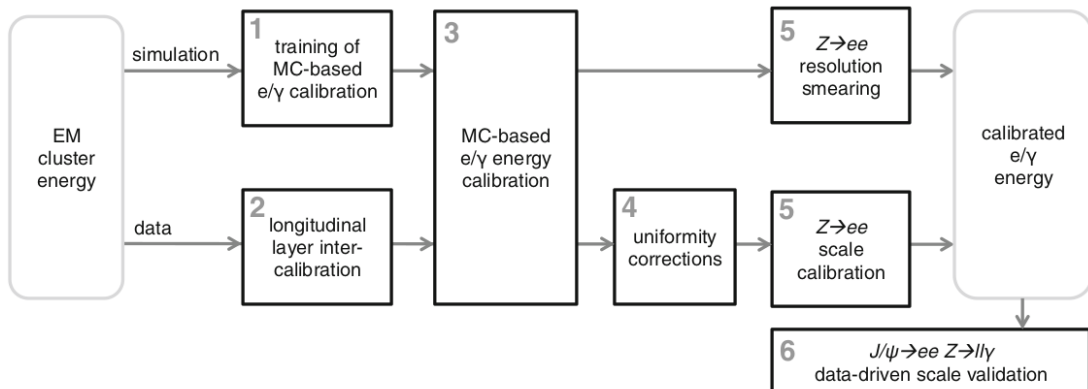 EM
cluster
energy
simulation
data
1
training of
MC-based
e/γ calibration
2
longitudinal
layer inter-
calibration
3
MC-based
e/γ energy
calibration
4
uniformity
corrections
5
Z→ee
resolution
smearing
5
Z→ee
scale
calibration
calibrated
e/γ
energy
6
J/ψ→ee Z→llγ
data-driven scale validation